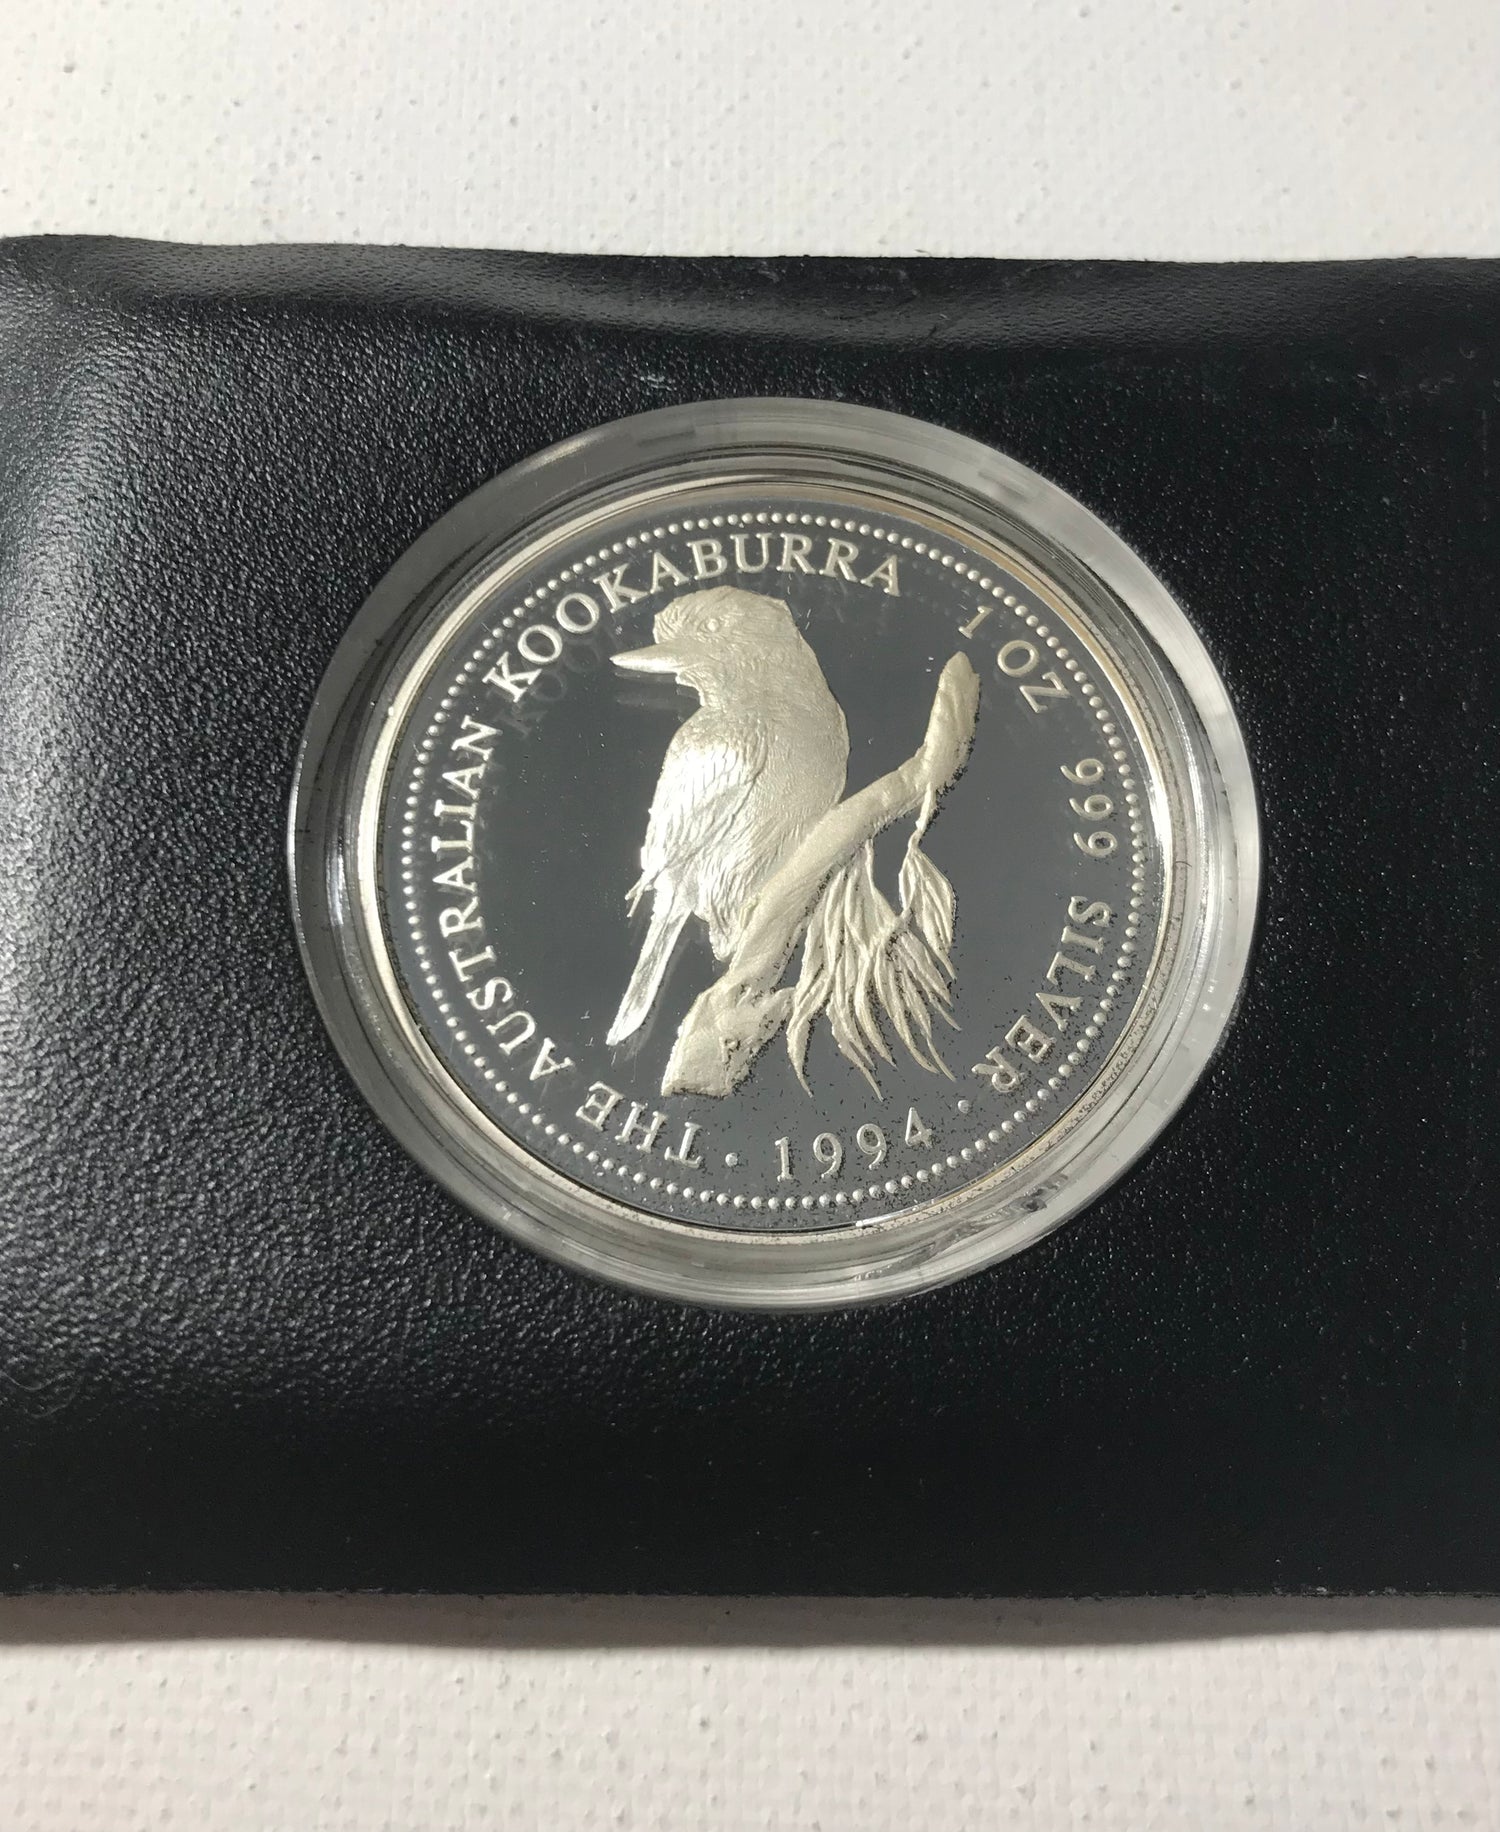 THE AUSTRALIAN KOOKABURRA 1 OZ 999 SILVER · 1994 ·
P